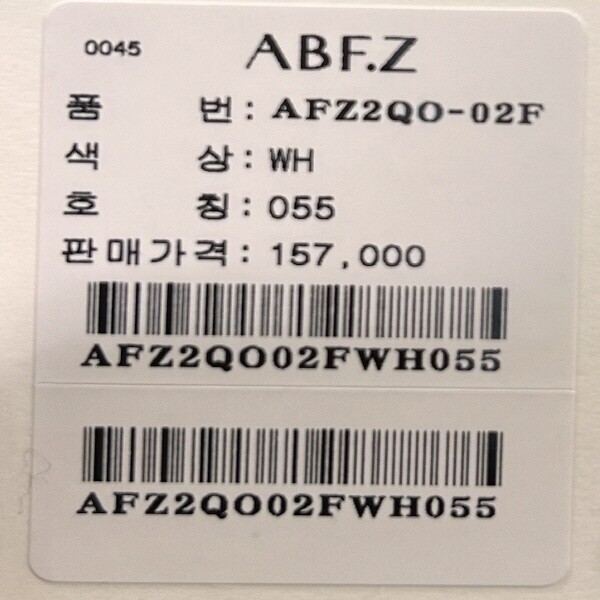 0045 ABF.Z
품 번 : AFZ2QO-02F
색 상 : WH
호 칭 : 055
판매가격 : 157,000
AFZ2QO02FWH055
AFZ2QO02FWH055